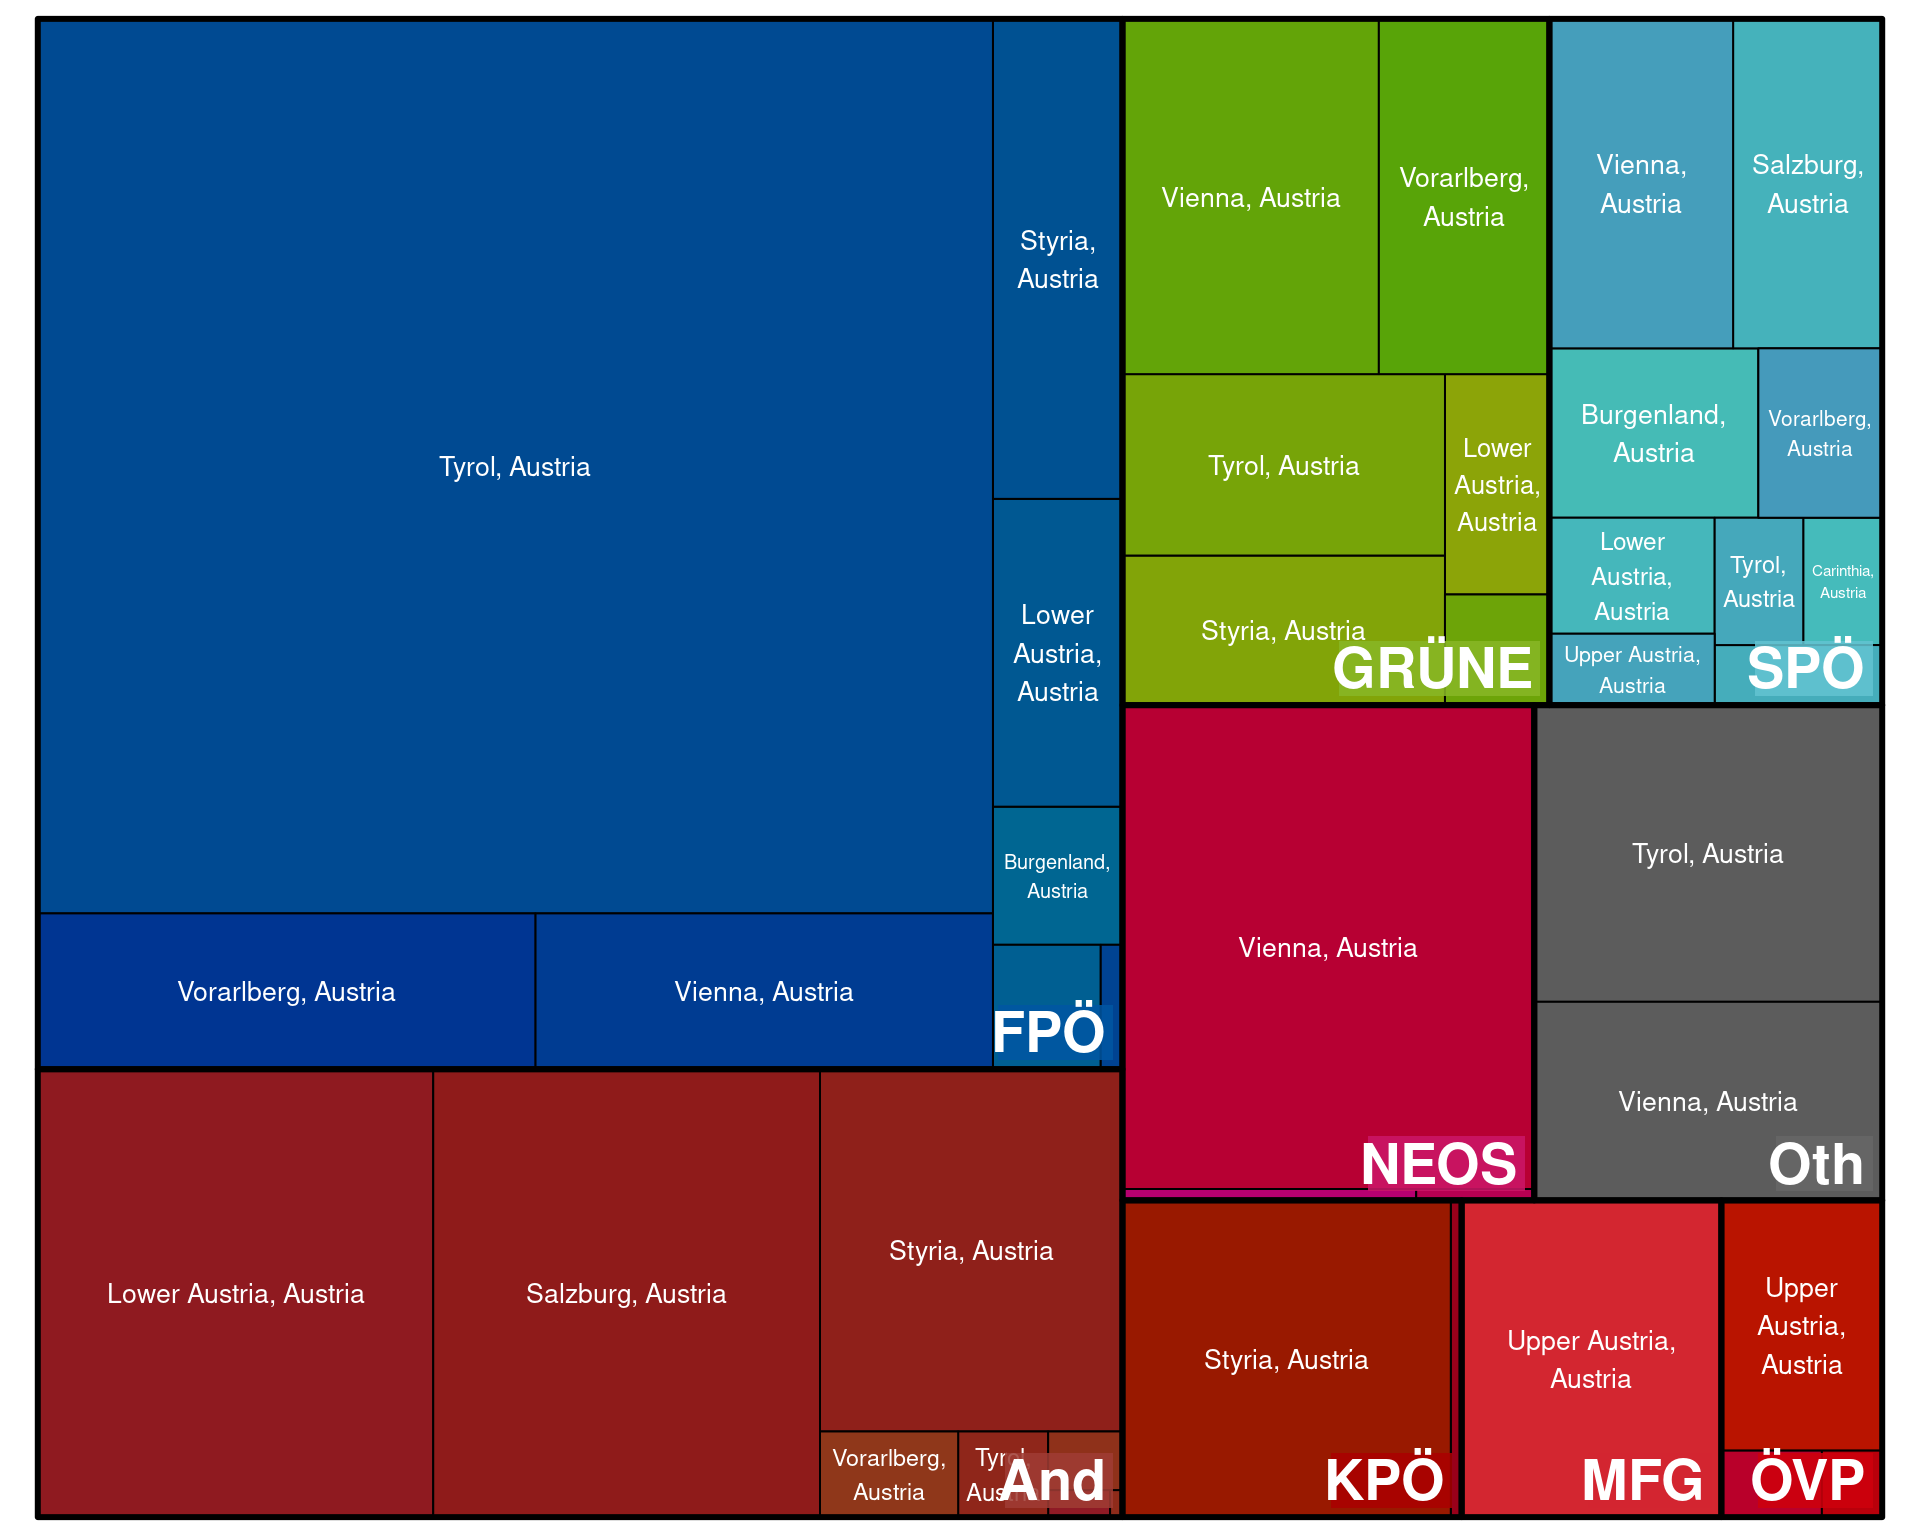 Tyrol, Austria
Styria,
Austria
Lower
Austria,
Austria
Burgenland,
Austria
Vorarlberg, Austria
Vienna, Austria
FPÖ
Lower Austria, Austria
Salzburg, Austria
Styria, Austria
Vorarlberg,
Austria
Tyrol,
Austria
And
Vienna, Austria
Vorarlberg,
Austria
Tyrol, Austria
Lower
Austria,
Austria
Styria, Austria
GRÜNE
Vienna,
Austria
Salzburg,
Austria
Burgenland,
Austria
Vorarlberg,
Austria
Lower
Austria,
Austria
Tyrol,
Austria
Carinthia,
Austria
Upper Austria,
Austria
SPÖ
Vienna, Austria
NEOS
Tyrol, Austria
Vienna, Austria
Oth
Styria, Austria
KPÖ
Upper Austria,
Austria
MFG
Upper
Austria,
Austria
ÖVP